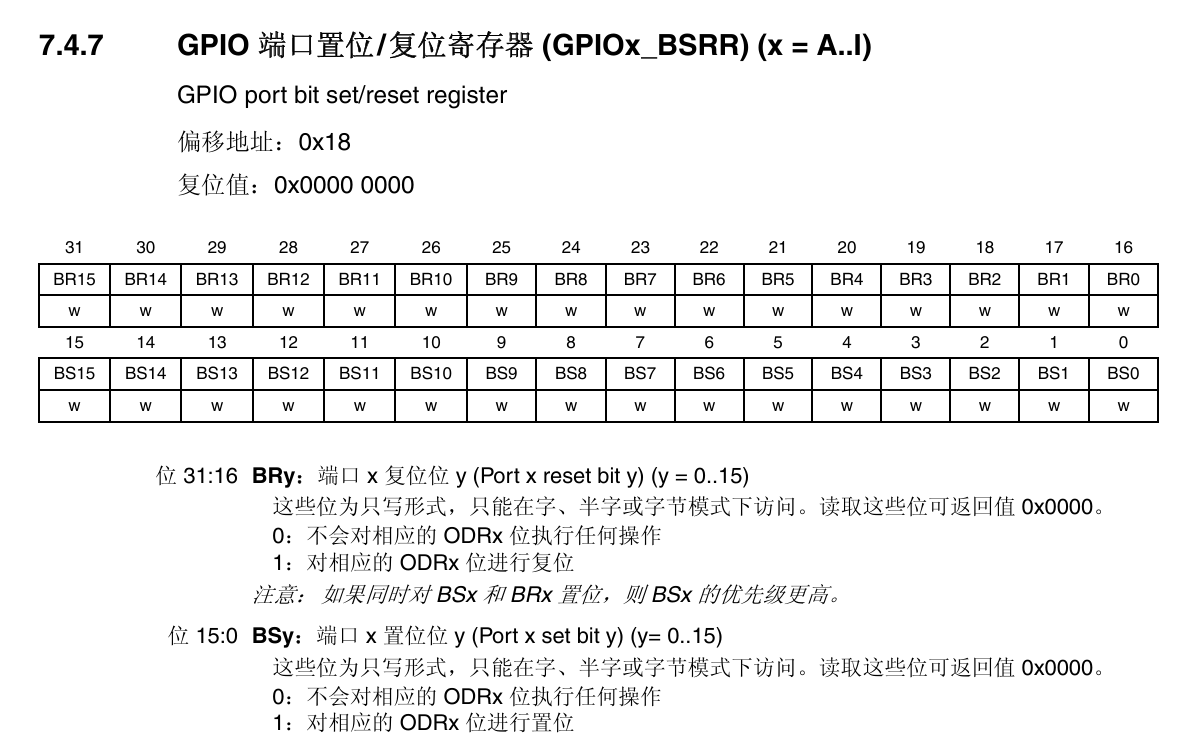 7.4.7 GPIO 端口置位/复位寄存器 (GPIOx_BSRR) (x = A..I)
GPIO port bit set/reset register
偏移地址：0x18
复位值：0x0000 0000
31 30 29 28 27 26 25 24 23 22 21 20 19 18 17 16
BR15 BR14 BR13 BR12 BR11 BR10 BR9 BR8 BR7 BR6 BR5 BR4 BR3 BR2 BR1 BR0
w w w w w w w w w w w w w w w w
15 14 13 12 11 10 9 8 7 6 5 4 3 2 1 0
BS15 BS14 BS13 BS12 BS11 BS10 BS9 BS8 BS7 BS6 BS5 BS4 BS3 BS2 BS1 BS0
w w w w w w w w w w w w w w w w
位 31:16 BRy：端口 x 复位位 y (Port x reset bit y) (y = 0..15)
这些位为只写形式，只能在字、半字或字节模式下访问。读取这些位可返回值 0x0000。
0：不会对相应的 ODRx 位执行任何操作
1：对相应的 ODRx 位进行复位
注意： 如果同时对 BSx 和 BRx 置位，则 BSx 的优先级更高。
位 15:0 BSy：端口 x 置位位 y (Port x set bit y) (y= 0..15)
这些位为只写形式，只能在字、半字或字节模式下访问。读取这些位可返回值 0x0000。
0：不会对相应的 ODRx 位执行任何操作
1：对相应的 ODRx 位进行置位